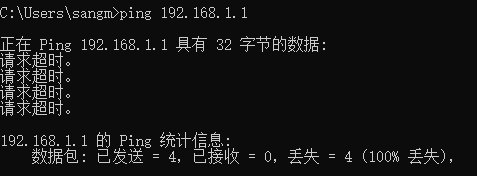 C:\Users\sangm>ping 192.168.1.1
正在 Ping 192.168.1.1 具有 32 字节的数据:
请求超时。
请求超时。
请求超时。
请求超时。
192.168.1.1 的 Ping 统计信息:
数据包: 已发送 = 4，已接收 = 0，丢失 = 4 (100% 丢失)，